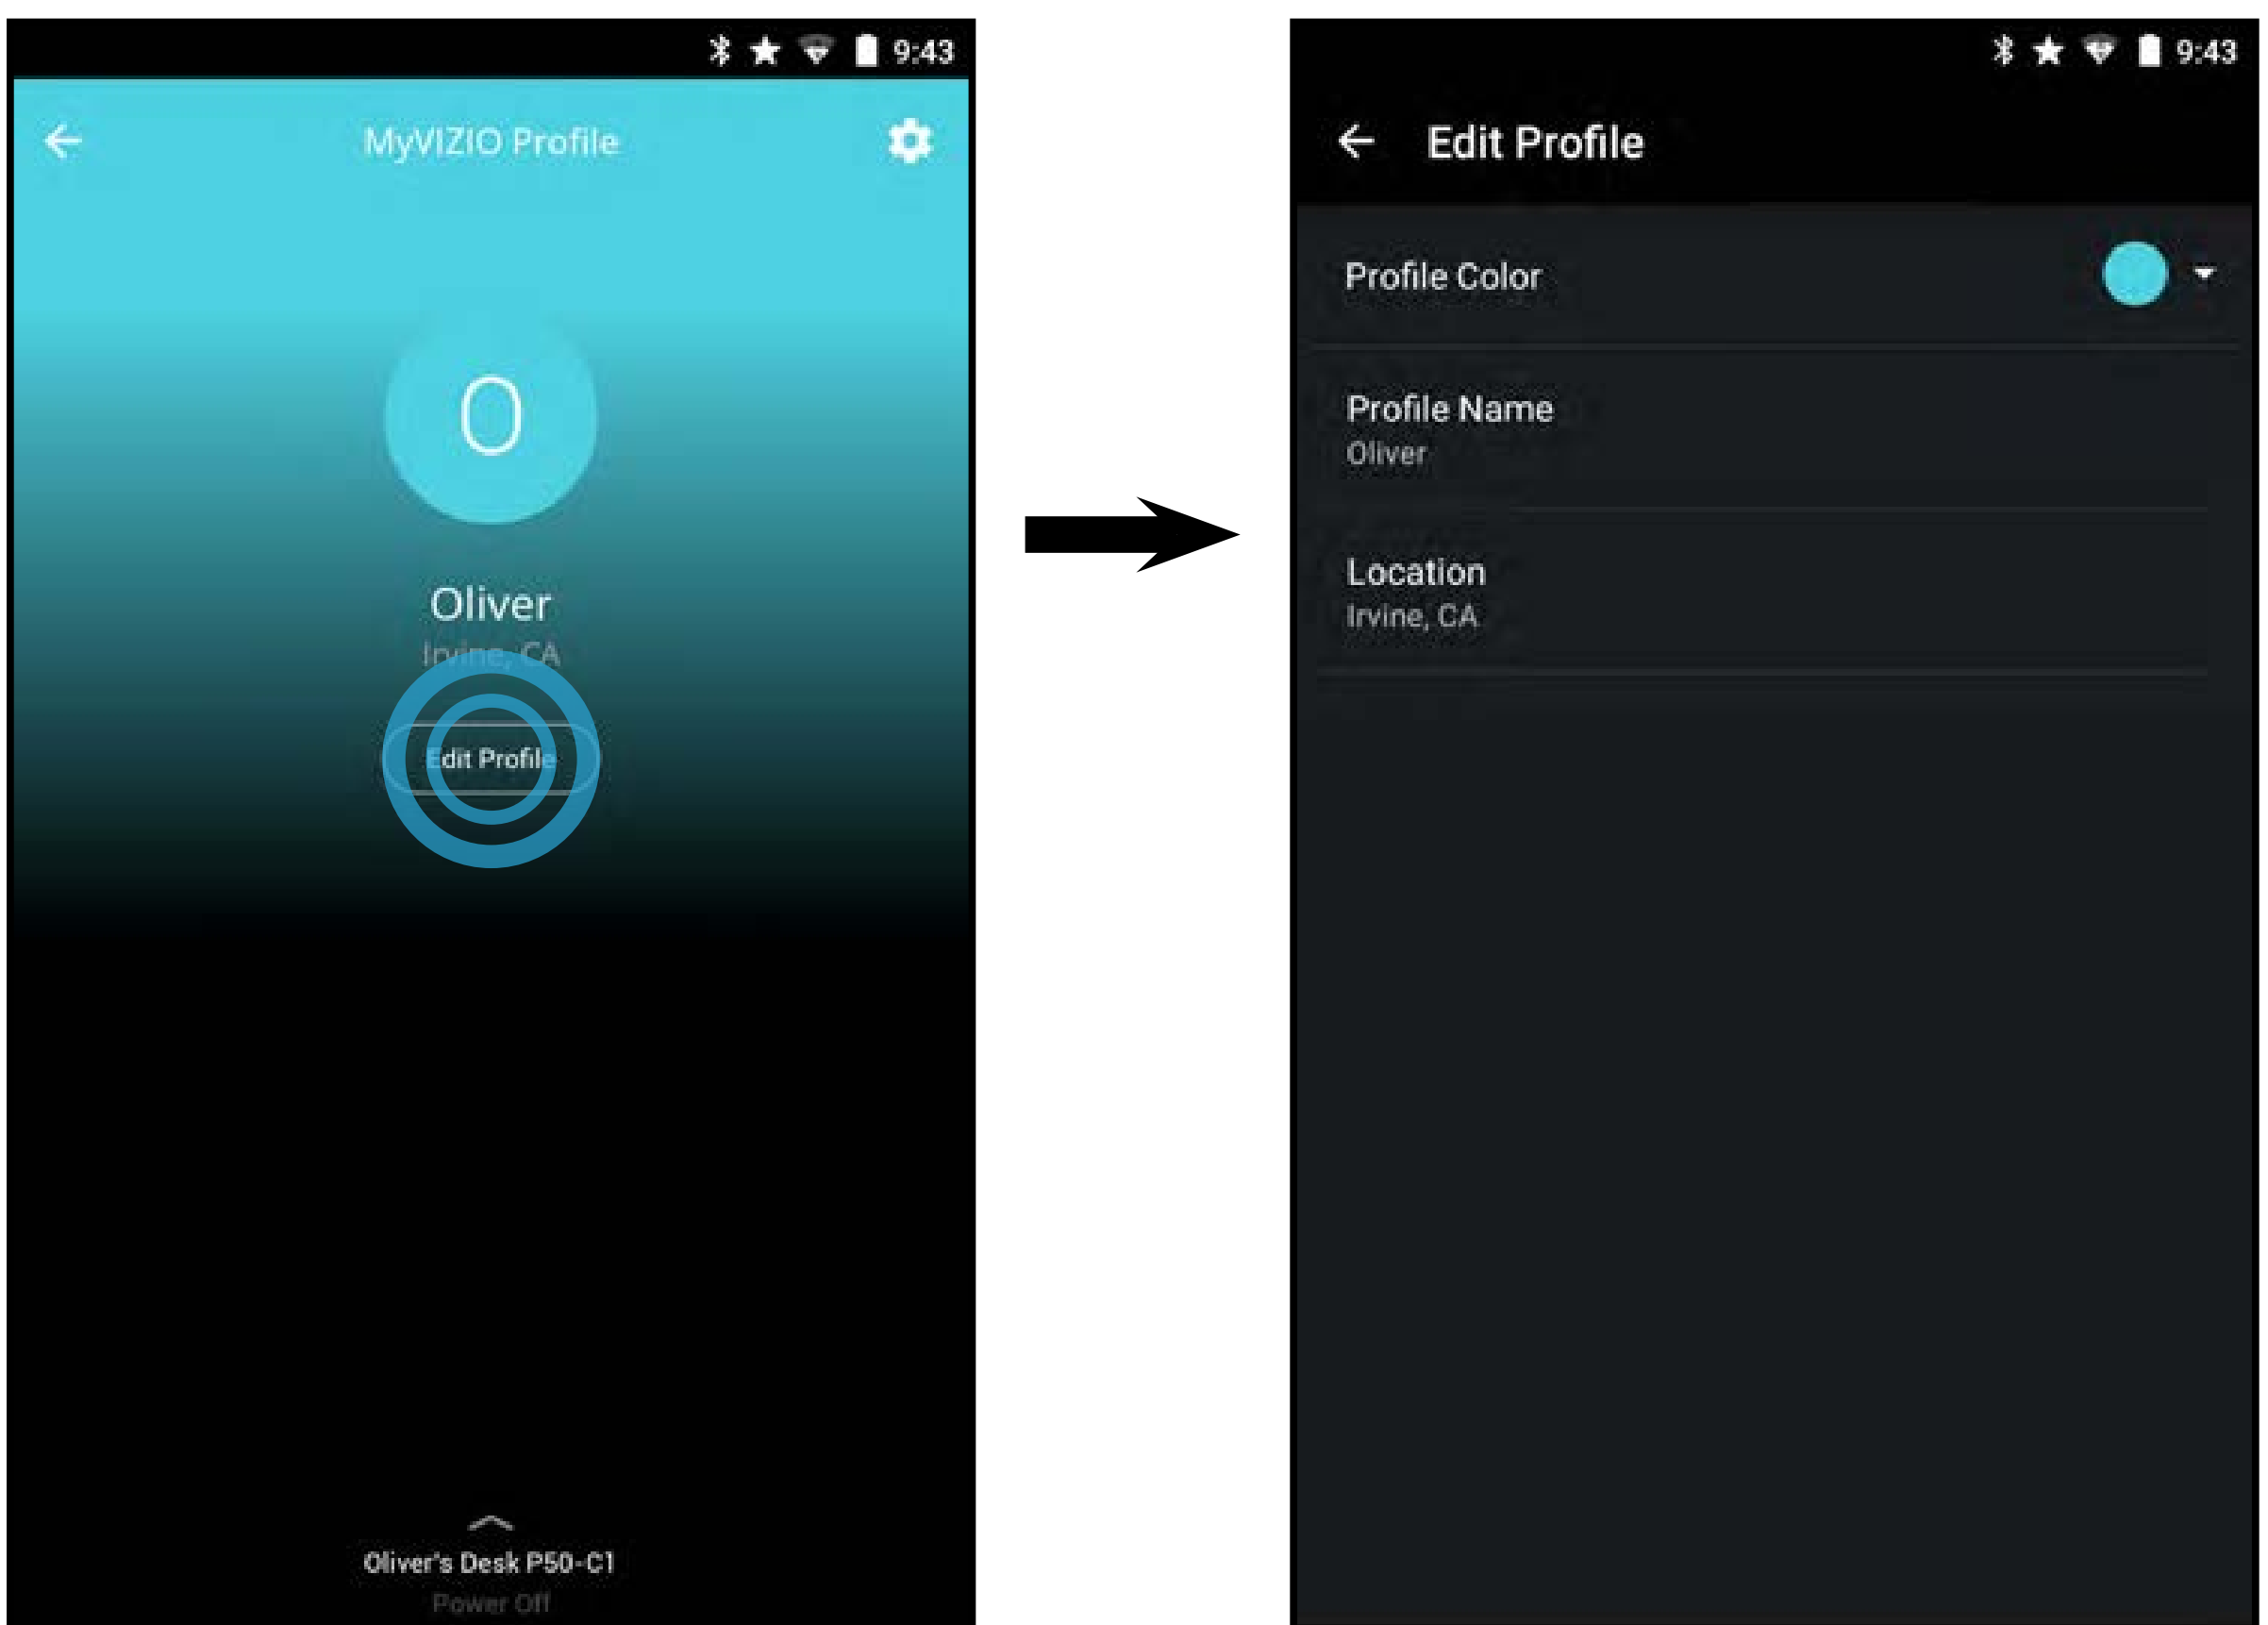 9:43
MyVIZIO Profile
O
Oliver
Irvine, CA
Edit Profile
Oliver's Desk P50-C1
Power Off
9:43
Edit Profile
Profile Color
Profile Name
Oliver
Location
Irvine, CA